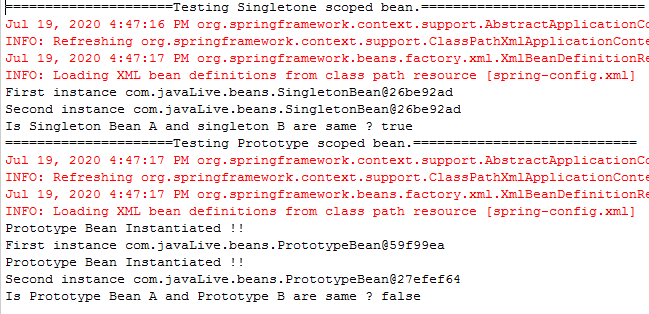 =====================Testing Singletone scoped bean.============================
Jul 19, 2020 4:47:16 PM org.springframework.context.support.AbstractApplicationCo
INFO: Refreshing org.springframework.context.support.ClassPathXmlApplicationConte
Jul 19, 2020 4:47:17 PM org.springframework.beans.factory.xml.XmlBeanDefinitionRe
INFO: Loading XML bean definitions from class path resource [spring-config.xml]
First instance com.javaLive.beans.SingletonBean@26be92ad
Second instance com.javaLive.beans.SingletonBean@26be92ad
Is Singleton Bean A and singleton B are same ? true
=====================Testing Prototype scoped bean.============================
Jul 19, 2020 4:47:17 PM org.springframework.context.support.AbstractApplicationCo
INFO: Refreshing org.springframework.context.support.ClassPathXmlApplicationConte
Jul 19, 2020 4:47:17 PM org.springframework.beans.factory.xml.XmlBeanDefinitionRe
INFO: Loading XML bean definitions from class path resource [spring-config.xml]
Prototype Bean Instantiated !!
First instance com.javaLive.beans.PrototypeBean@59f99ea
Prototype Bean Instantiated !!
Second instance com.javaLive.beans.PrototypeBean@27efef64
Is Prototype Bean A and Prototype B are same ? false